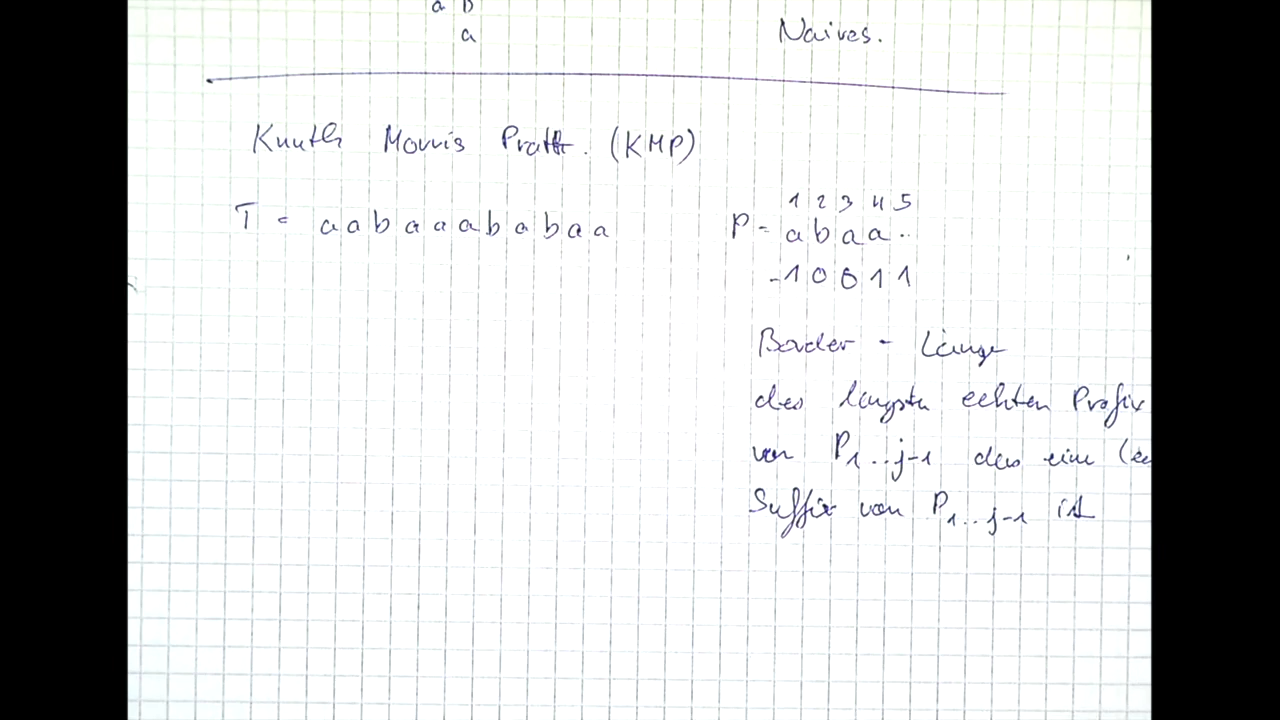 a b
a
Naives.
Knuth Morris Pratt. (KMP)
1 2 3 4 5
T = a a b a a a b a b a a
P = a b a a ..
-1 0 0 1 1
Border - Länge
des längsten echten Präfix
von P1...j-1 das ein (ec
Suffix von P1...j-1 ist